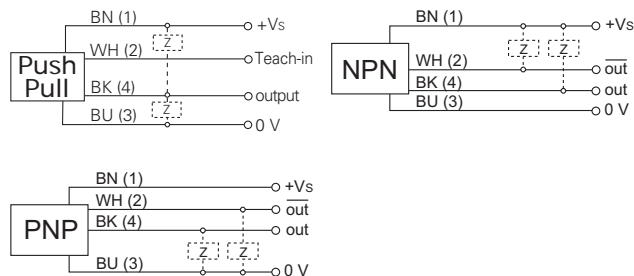 BN (1) +Vs
Z
WH (2) Teach-in
Push
Pull
BK (4) output
Z
BU (3) 0 V
BN (1) +Vs
Z Z
NPN
WH (2) out
BK (4) out
BU (3) 0 V
BN (1) +Vs
WH (2) out
BK (4) out
PNP
Z Z
BU (3) 0 V